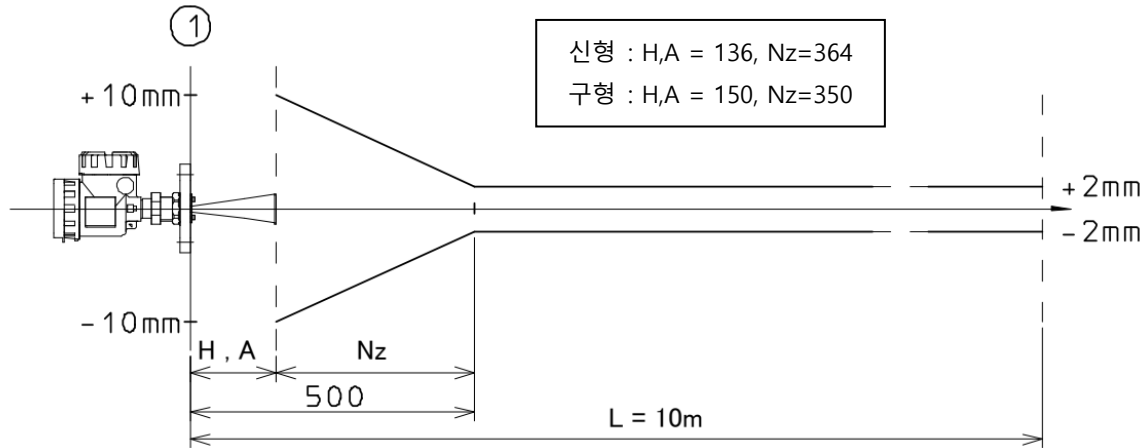 1
신형 : H,A = 136, Nz=364
구형 : H,A = 150, Nz=350
+10mm
+2mm
-2mm
-10mm
H , A
Nz
500
L = 10m